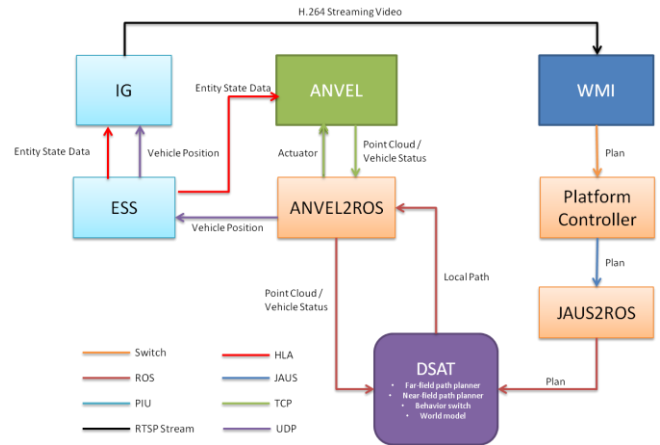 H.264 Streaming Video
IG
ANVEL
WMI
Entity State Data
Entity State Data
Vehicle Position
Actuator
Point Cloud /
Vehicle Status
Plan
ESS
ANVEL2ROS
Platform
Controller
Vehicle Position
Plan
Point Cloud /
Vehicle Status
Local Path
JAUS2ROS
DSAT
• Far-field path planner
• Near-field path planner
• Behavior switch
• World model
Plan
Switch
ROS
PIU
RTSP Stream
HLA
JAUS
TCP
UDP